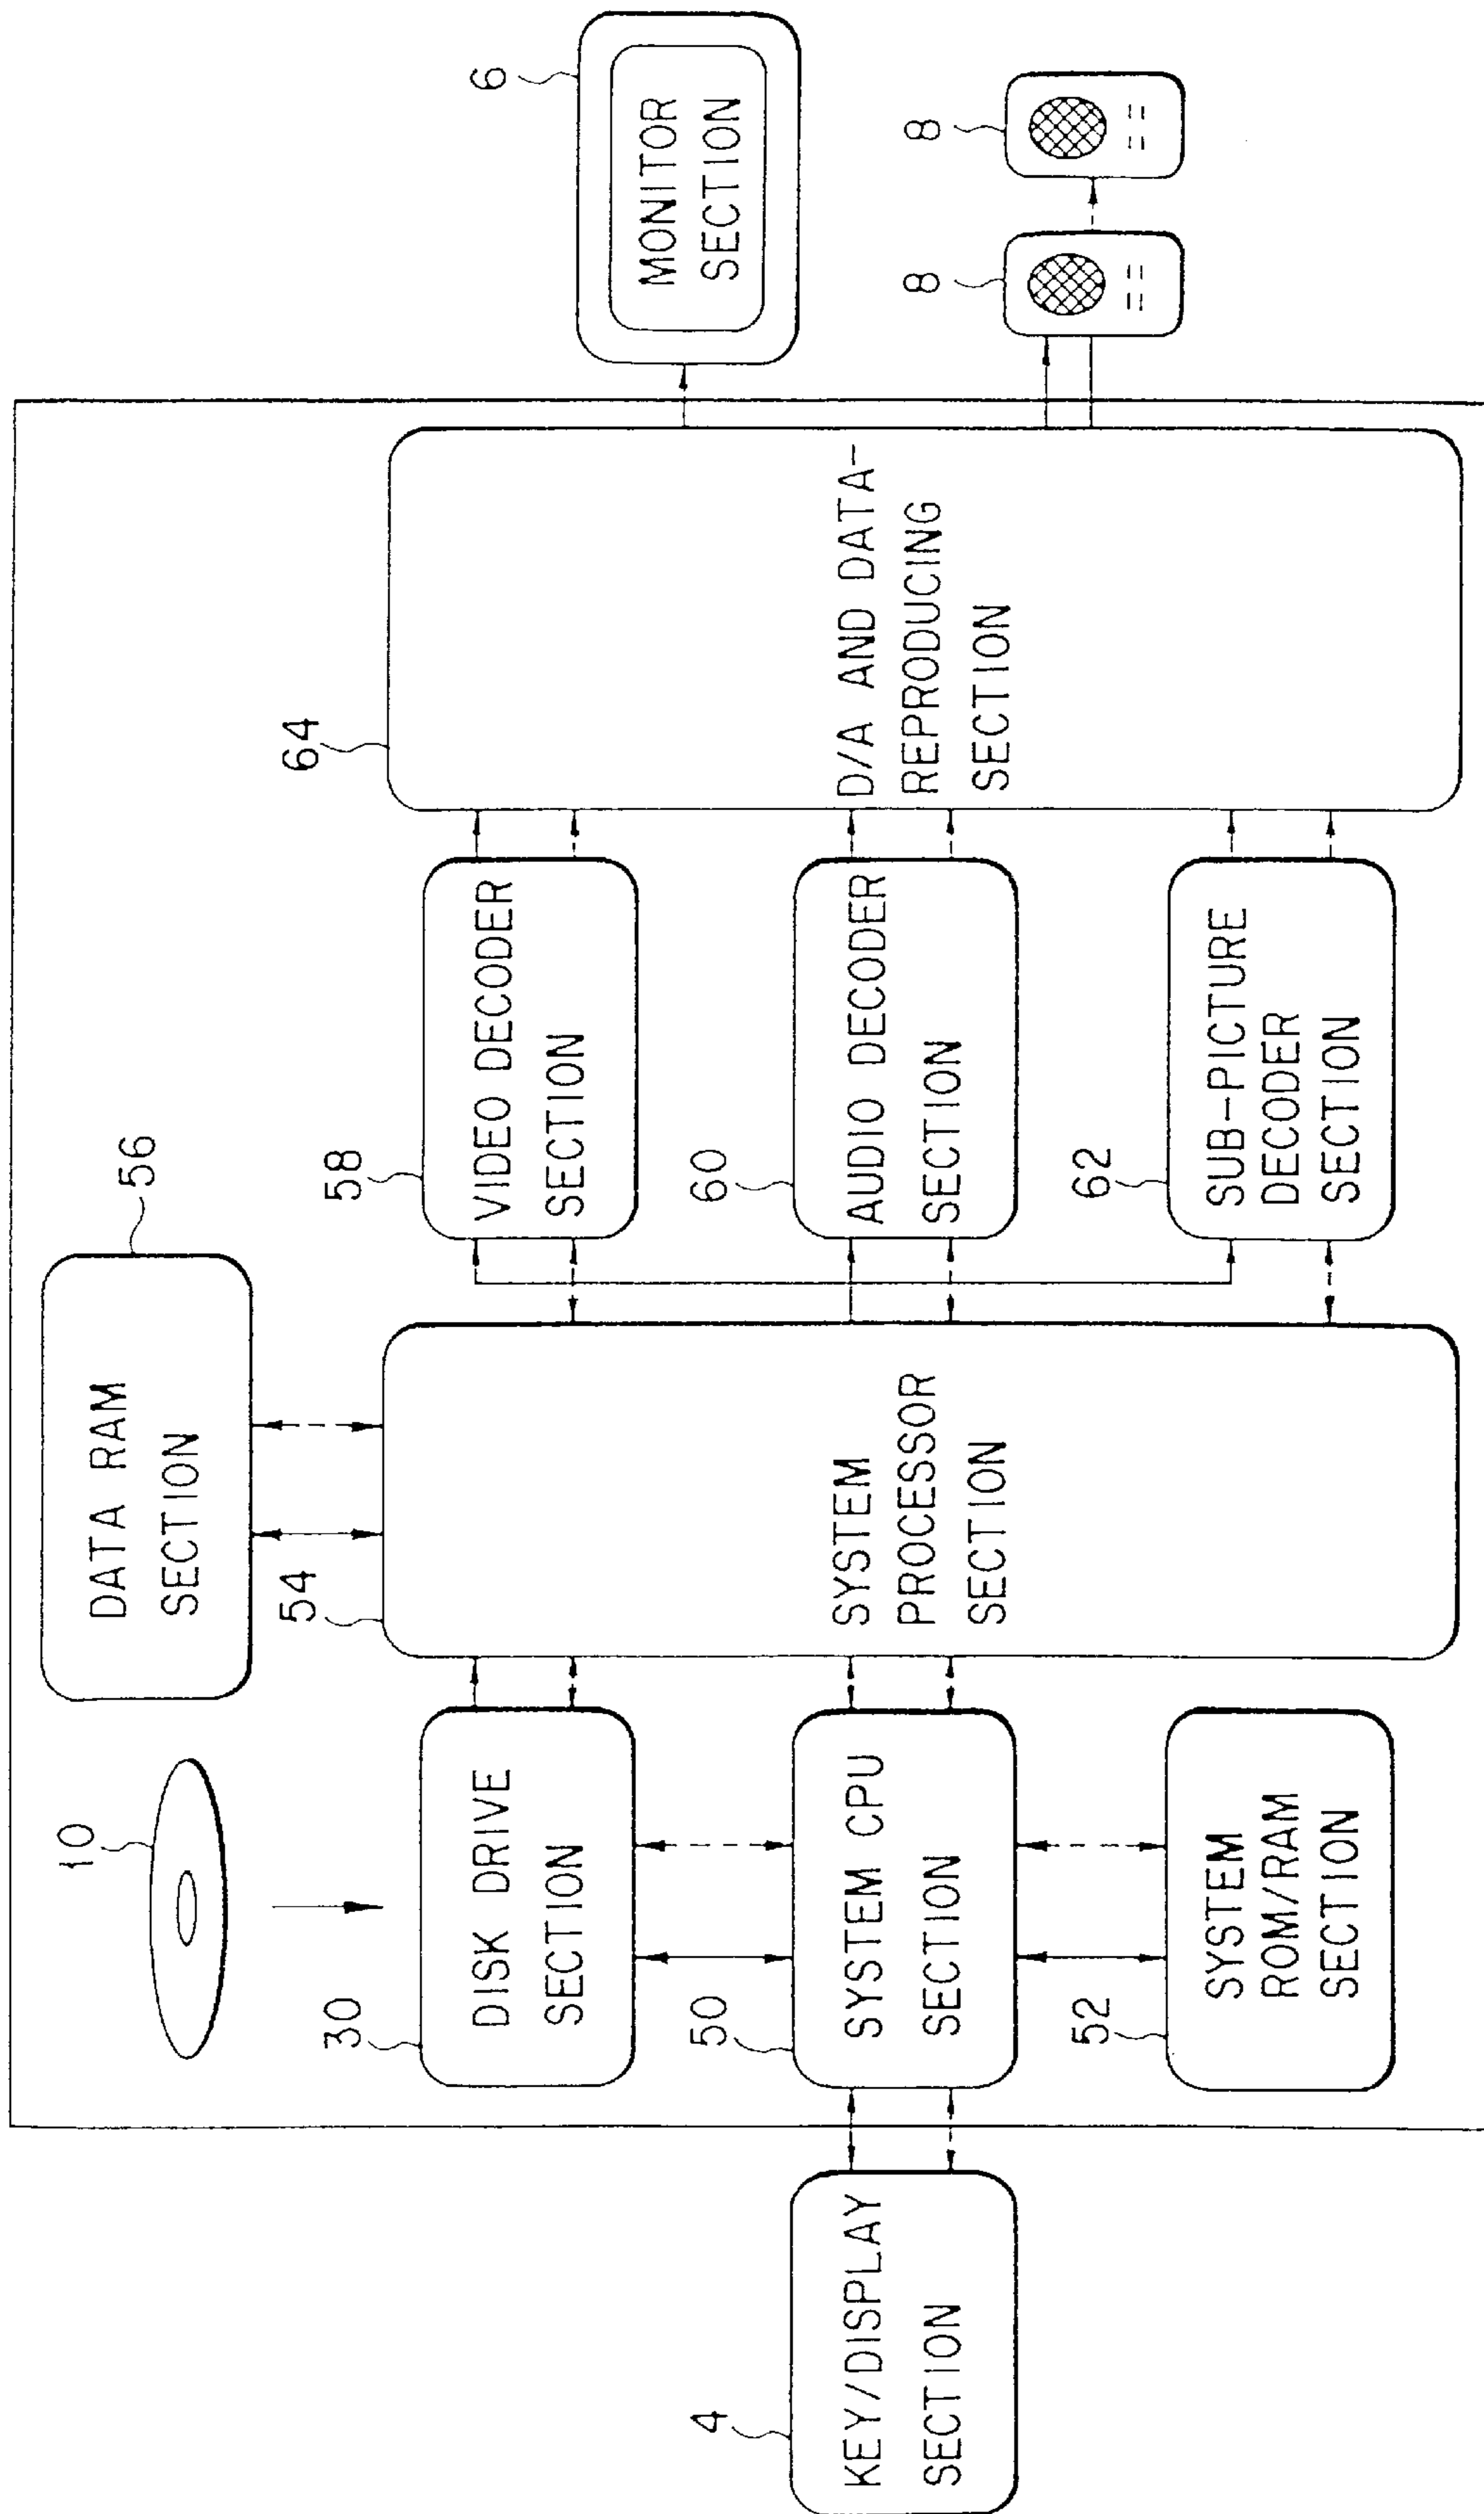 56
DATA RAM
SECTION
10
30
DISK DRIVE
SECTION
54
SYSTEM
PROCESSOR
SECTION
58
VIDEO DECODER
SECTION
64
D/A AND DATA-
REPRODUCING
SECTION
6
MONITOR
SECTION
4
KEY/DISPLAY
SECTION
50
SYSTEM CPU
SECTION
60
AUDIO DECODER
SECTION
8
8
52
SYSTEM
ROM/RAM
SECTION
62
SUB-PICTURE
DECODER
SECTION